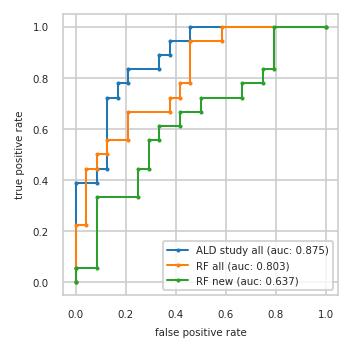 1.0
0.8
0.6
0.4
0.2
0.0
true positive rate
ALD study all (auc: 0.875)
RF all (auc: 0.803)
RF new (auc: 0.637)
0.0 0.2 0.4 0.6 0.8 1.0
false positive rate